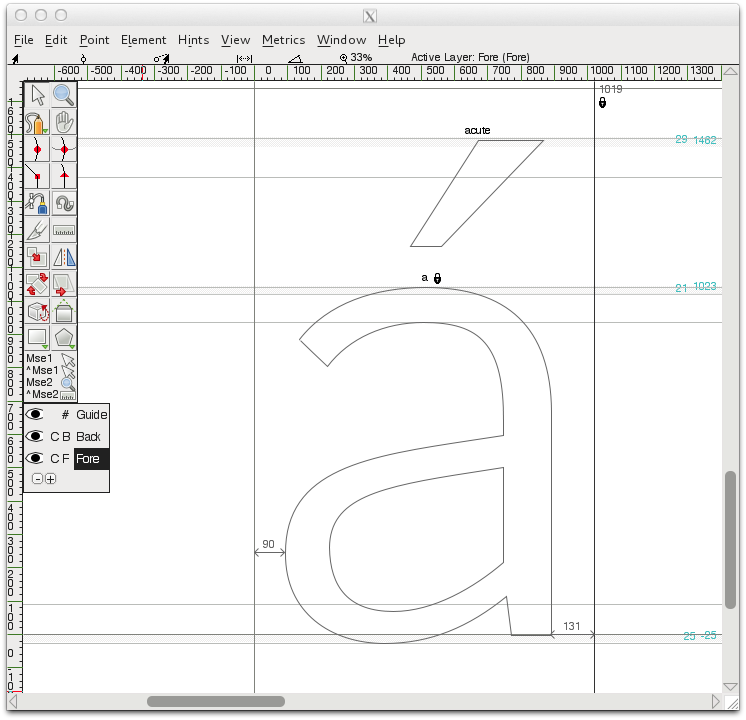 X
File Edit Point Element Hints View Metrics Window Help
33% Active Layer: Fore (Fore)
-600 -500 -400 -300 -200 -100 0 100 200 300 400 500 600 700 800 900 1000 1100 1200 1300
1019
acute
29 1462
a
21 1023
Mse1
^Mse1
Mse2
^Mse2
# Guide
C B Back
C F Fore
90
131
25 -25